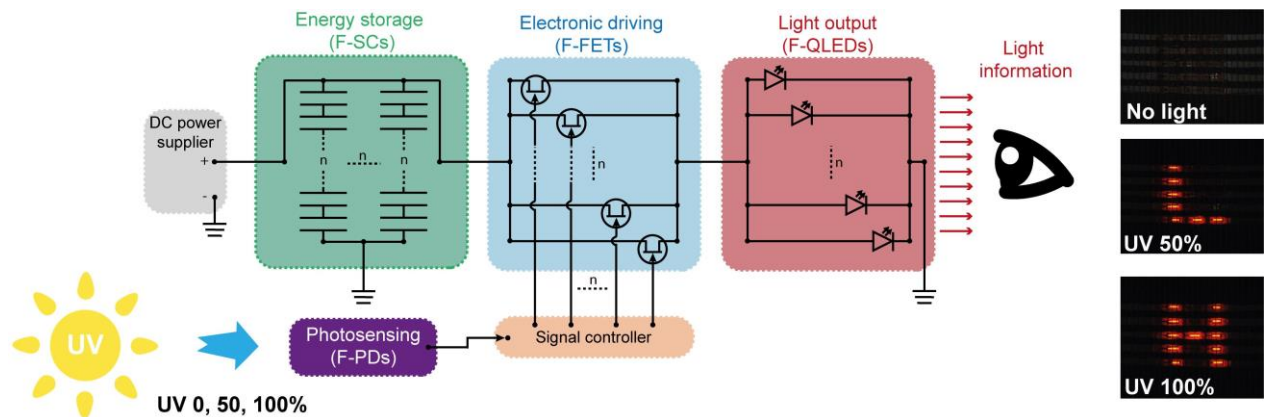 Energy storage
(F-SCs)
Electronic driving
(F-FETs)
Light output
(F-QLEDs)
Light
information
DC power
supplier
+
-
n
n
n
n
n
n
n
n
Photosensing
(F-PDs)
Signal controller
UV
UV 0, 50, 100%
No light
UV 50%
UV 100%